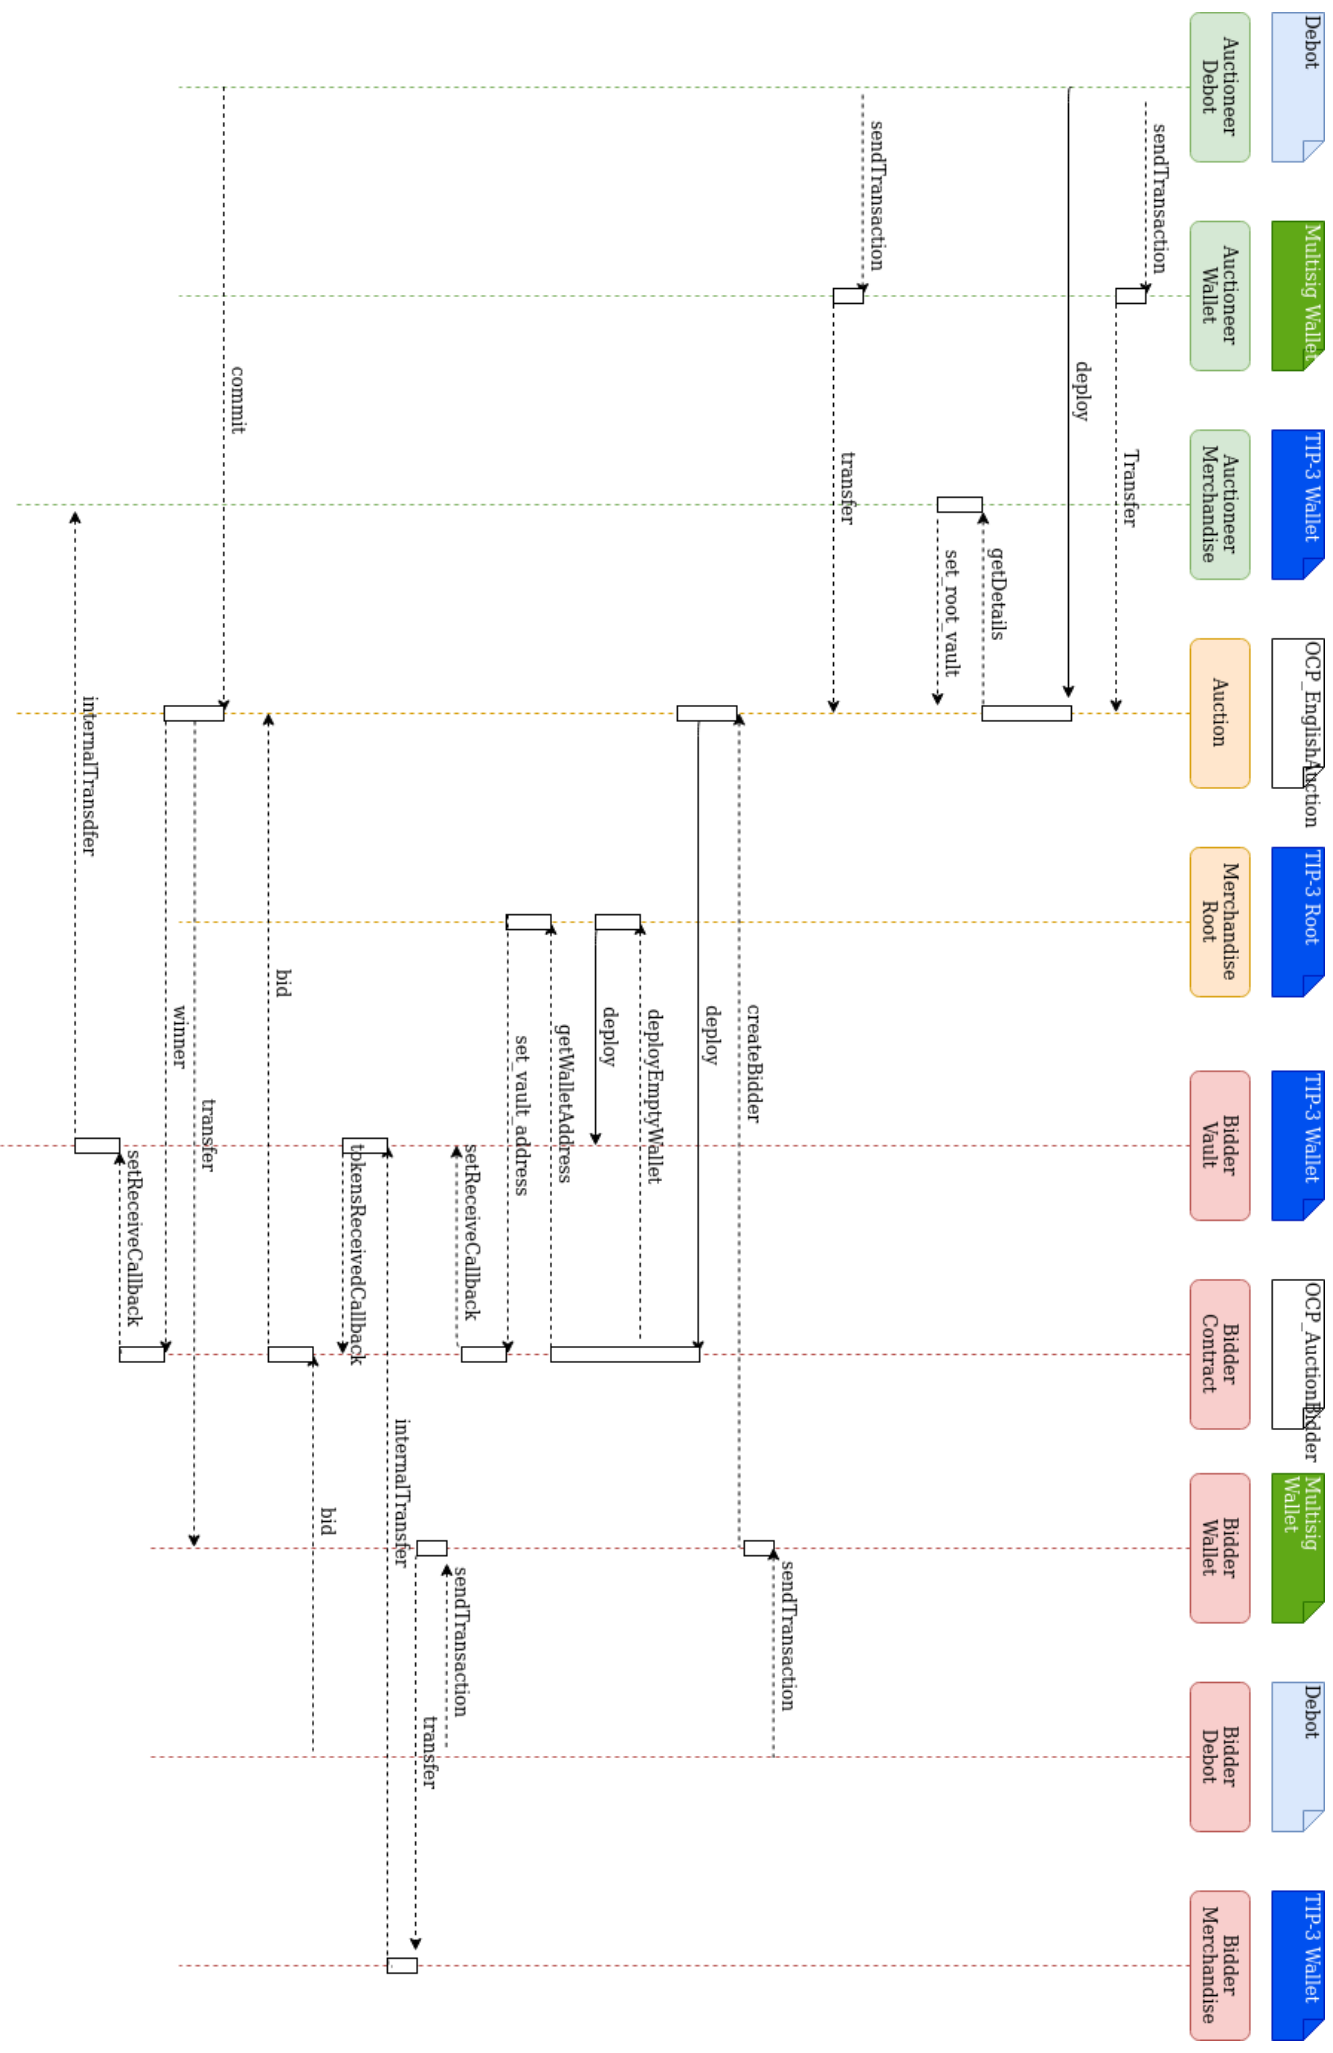 Debot
Multisig Wallet
TIP-3 Wallet
OCP_EnglishAuction
TIP-3 Root
TIP-3 Wallet
OCP_AuctionBidder
Multisig
Wallet
Debot
TIP-3 Wallet
Auctioneer
Debot
Auctioneer
Wallet
Auctioneer
Merchandise
Auction
Merchandise
Root
Bidder
Vault
Bidder
Contract
Bidder
Wallet
Bidder
Debot
Bidder
Merchandise
sendTransaction
Transfer
deploy
getDetails
set_root_vault
sendTransaction
transfer
sendTransaction
createBidder
deploy
deployEmptyWallet
deploy
getWalletAddress
set_vault_address
setReceiveCallback
sendTransaction
transfer
internalTransfer
tokensReceivedCallback
bid
bid
commit
transfer
winner
setReceiveCallback
internalTransdfer